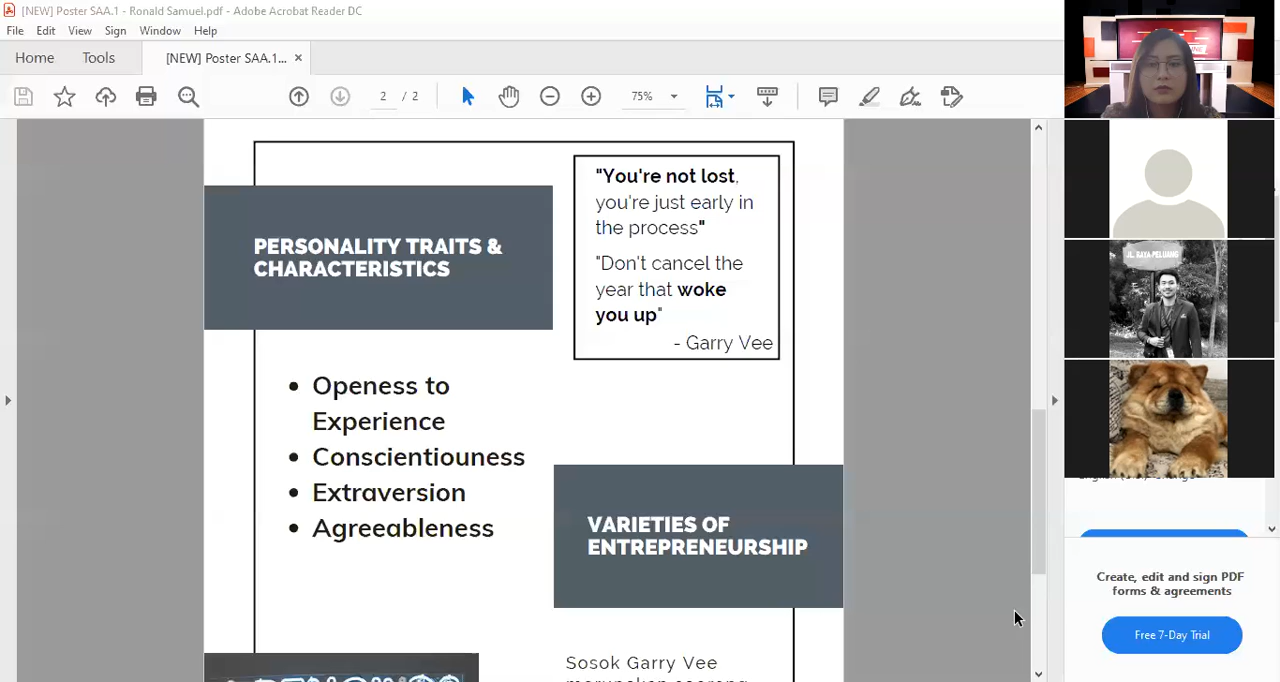 [NEW] Poster SAA.1 - Ronald Samuel.pdf - Adobe Acrobat Reader DC
File Edit View Sign Window Help
Home Tools [NEW] Poster SAA.1... ×
2 / 2 75%
"You're not lost,
you're just early in
the process"
"Don't cancel the
year that woke
you up"
- Garry Vee
PERSONALITY TRAITS &
CHARACTERISTICS
• Openess to
Experience
• Conscientiouness
• Extraversion
• Agreeableness
VARIETIES OF
ENTREPRENEURSHIP
Sosok Garry Vee
JL. SAYA PELUANG
Create, edit and sign PDF
forms & agreements
Free 7-Day Trial